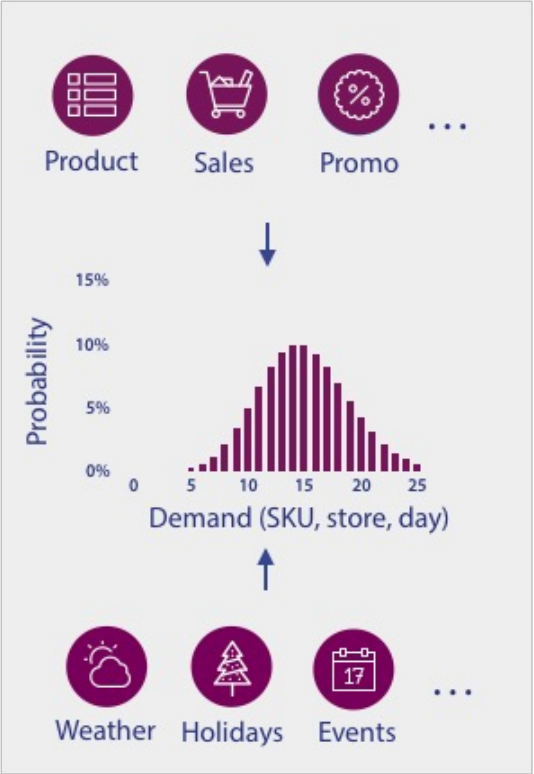 Product Sales Promo ...
15%
10%
5%
0%
Probability
0 5 10 15 20 25
Demand (SKU, store, day)
17
Weather Holidays Events ...